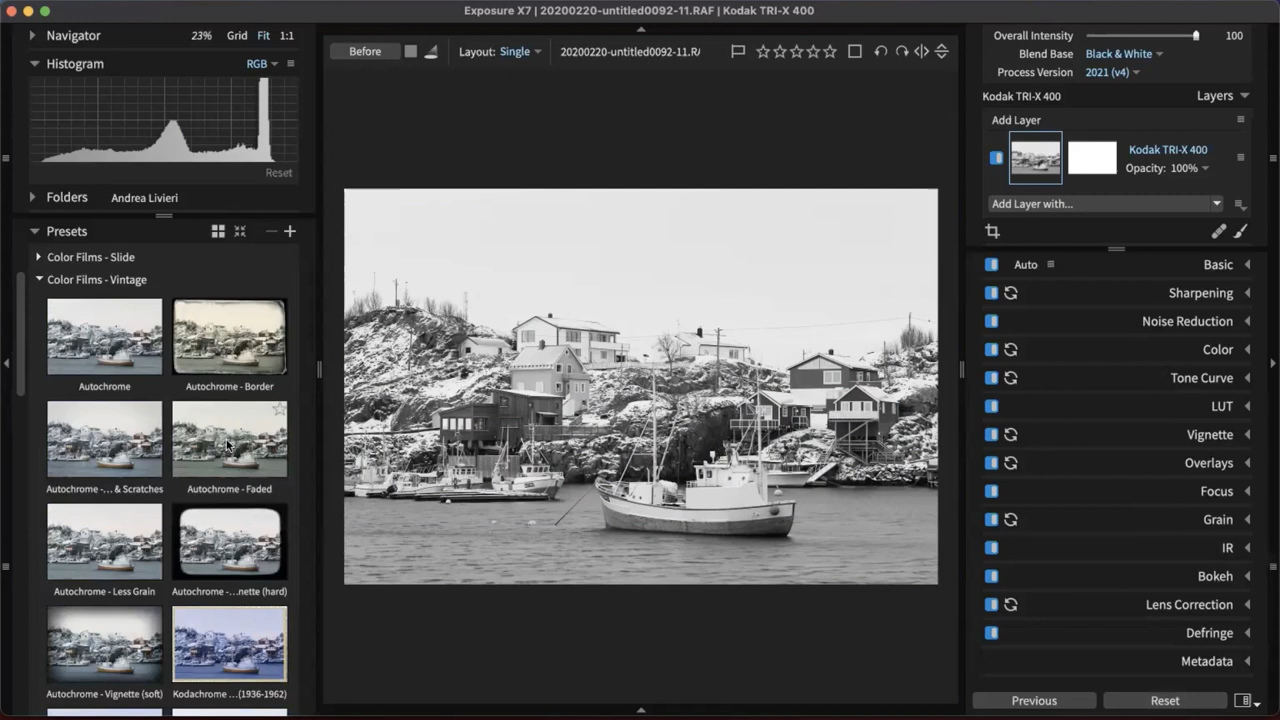 Exposure X7 | 20200220-untitled0092-11.RAF | Kodak TRI-X 400
Navigator 23% Grid Fit 1:1
Histogram RGB
Reset
Folders Andrea Livieri
Presets
Color Films - Slide
Color Films - Vintage
Autochrome Autochrome - Border
Autochrome -... & Scratches Autochrome - Faded
Autochrome - Less Grain Autochrome -...nette (hard)
Autochrome - Vignette (soft) Kodachrome ...(1936-1962)
Before Layout: Single 20200220-untitled0092-11.R/
Overall Intensity 100
Blend Base Black & White
Process Version 2021 (v4)
Kodak TRI-X 400 Layers
Add Layer
Kodak TRI-X 400
Opacity: 100%
Add Layer with...
Auto Basic
Sharpening
Noise Reduction
Color
Tone Curve
LUT
Vignette
Overlays
Focus
Grain
IR
Bokeh
Lens Correction
Defringe
Metadata
Previous Reset